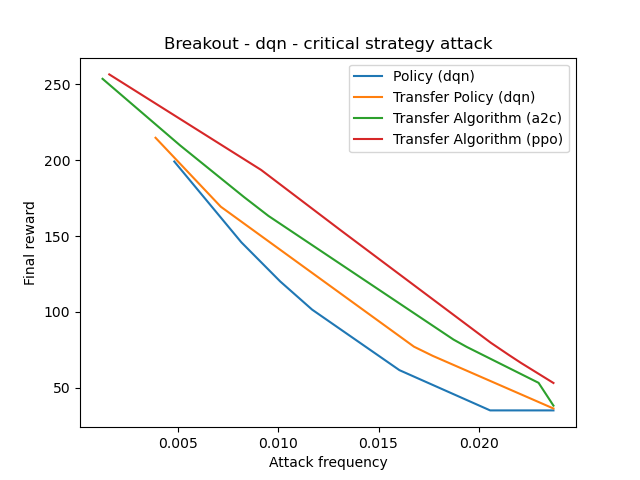 Breakout - dqn - critical strategy attack
Policy (dqn)
Transfer Policy (dqn)
Transfer Algorithm (a2c)
Transfer Algorithm (ppo)
Final reward
250
200
150
100
50
0.005 0.010 0.015 0.020
Attack frequency